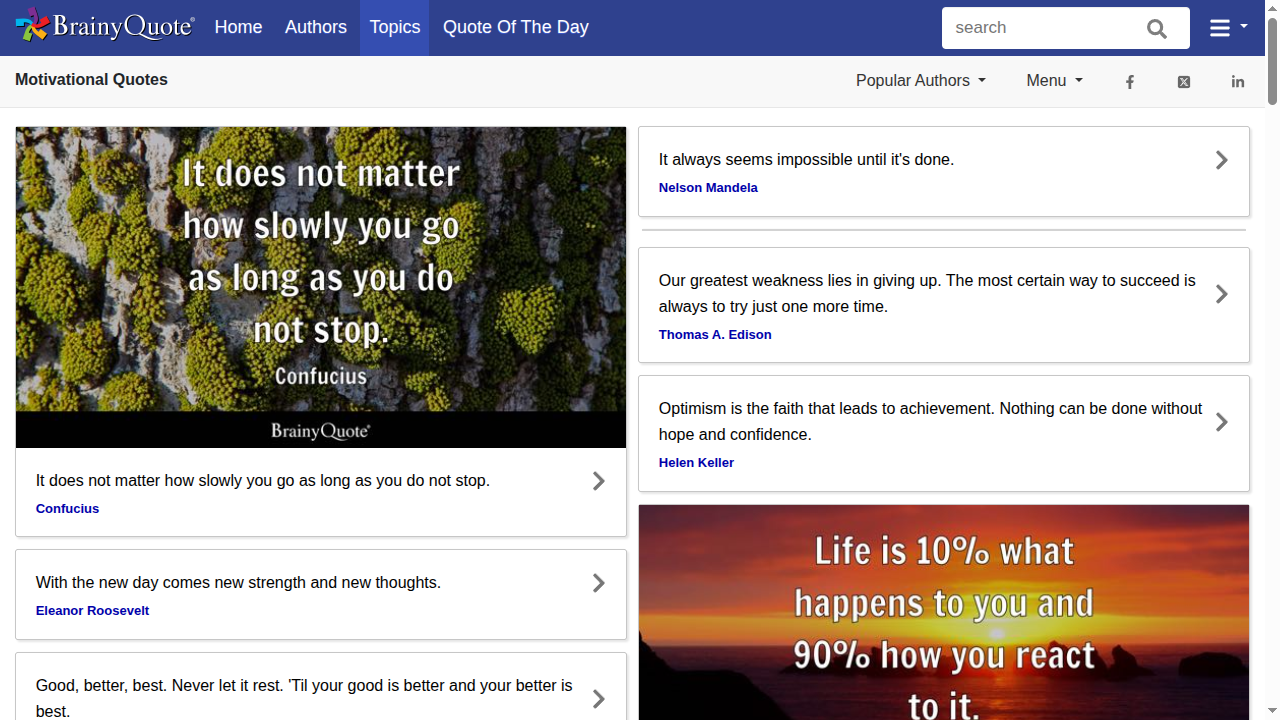 BrainyQuote®
Home
Authors
Topics
Quote Of The Day
search
Motivational Quotes
Popular Authors
Menu
It does not matter
how slowly you go
as long as you do
not stop.
Confucius
BrainyQuote®
It does not matter how slowly you go as long as you do not stop.
Confucius
With the new day comes new strength and new thoughts.
Eleanor Roosevelt
Good, better, best. Never let it rest. 'Til your good is better and your better is
best.
It always seems impossible until it's done.
Nelson Mandela
Our greatest weakness lies in giving up. The most certain way to succeed is
always to try just one more time.
Thomas A. Edison
Optimism is the faith that leads to achievement. Nothing can be done without
hope and confidence.
Helen Keller
Life is 10% what
happens to you and
90% how you react
to it.